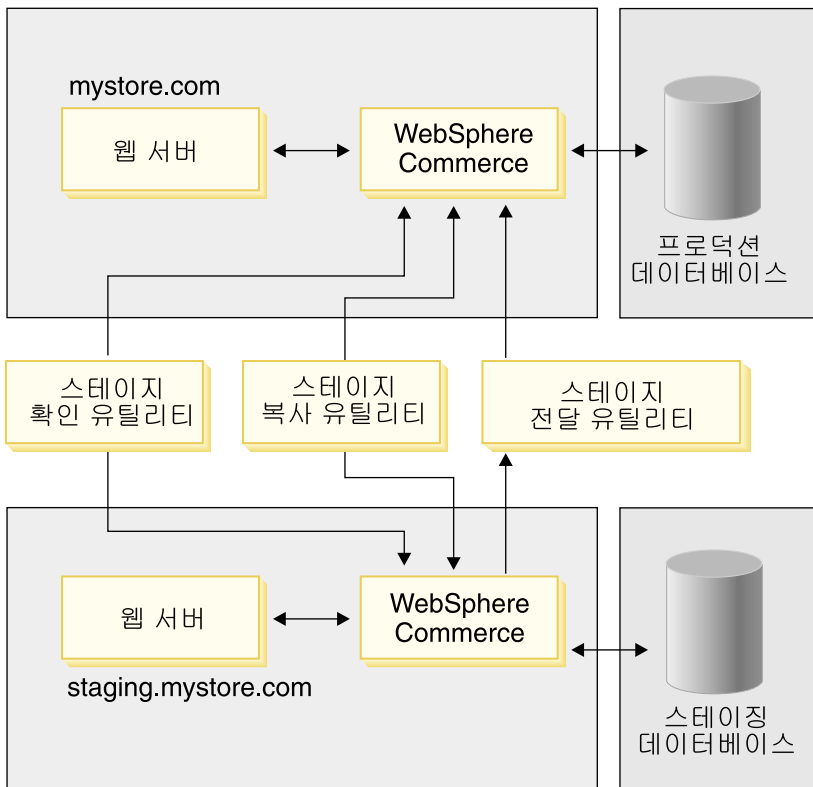 mystore.com
웹 서버
WebSphere
Commerce
프로덕션
데이터베이스
스테이지
확인 유틸리티
스테이지
복사 유틸리티
스테이지
전달 유틸리티
웹 서버
WebSphere
Commerce
staging.mystore.com
스테이징
데이터베이스